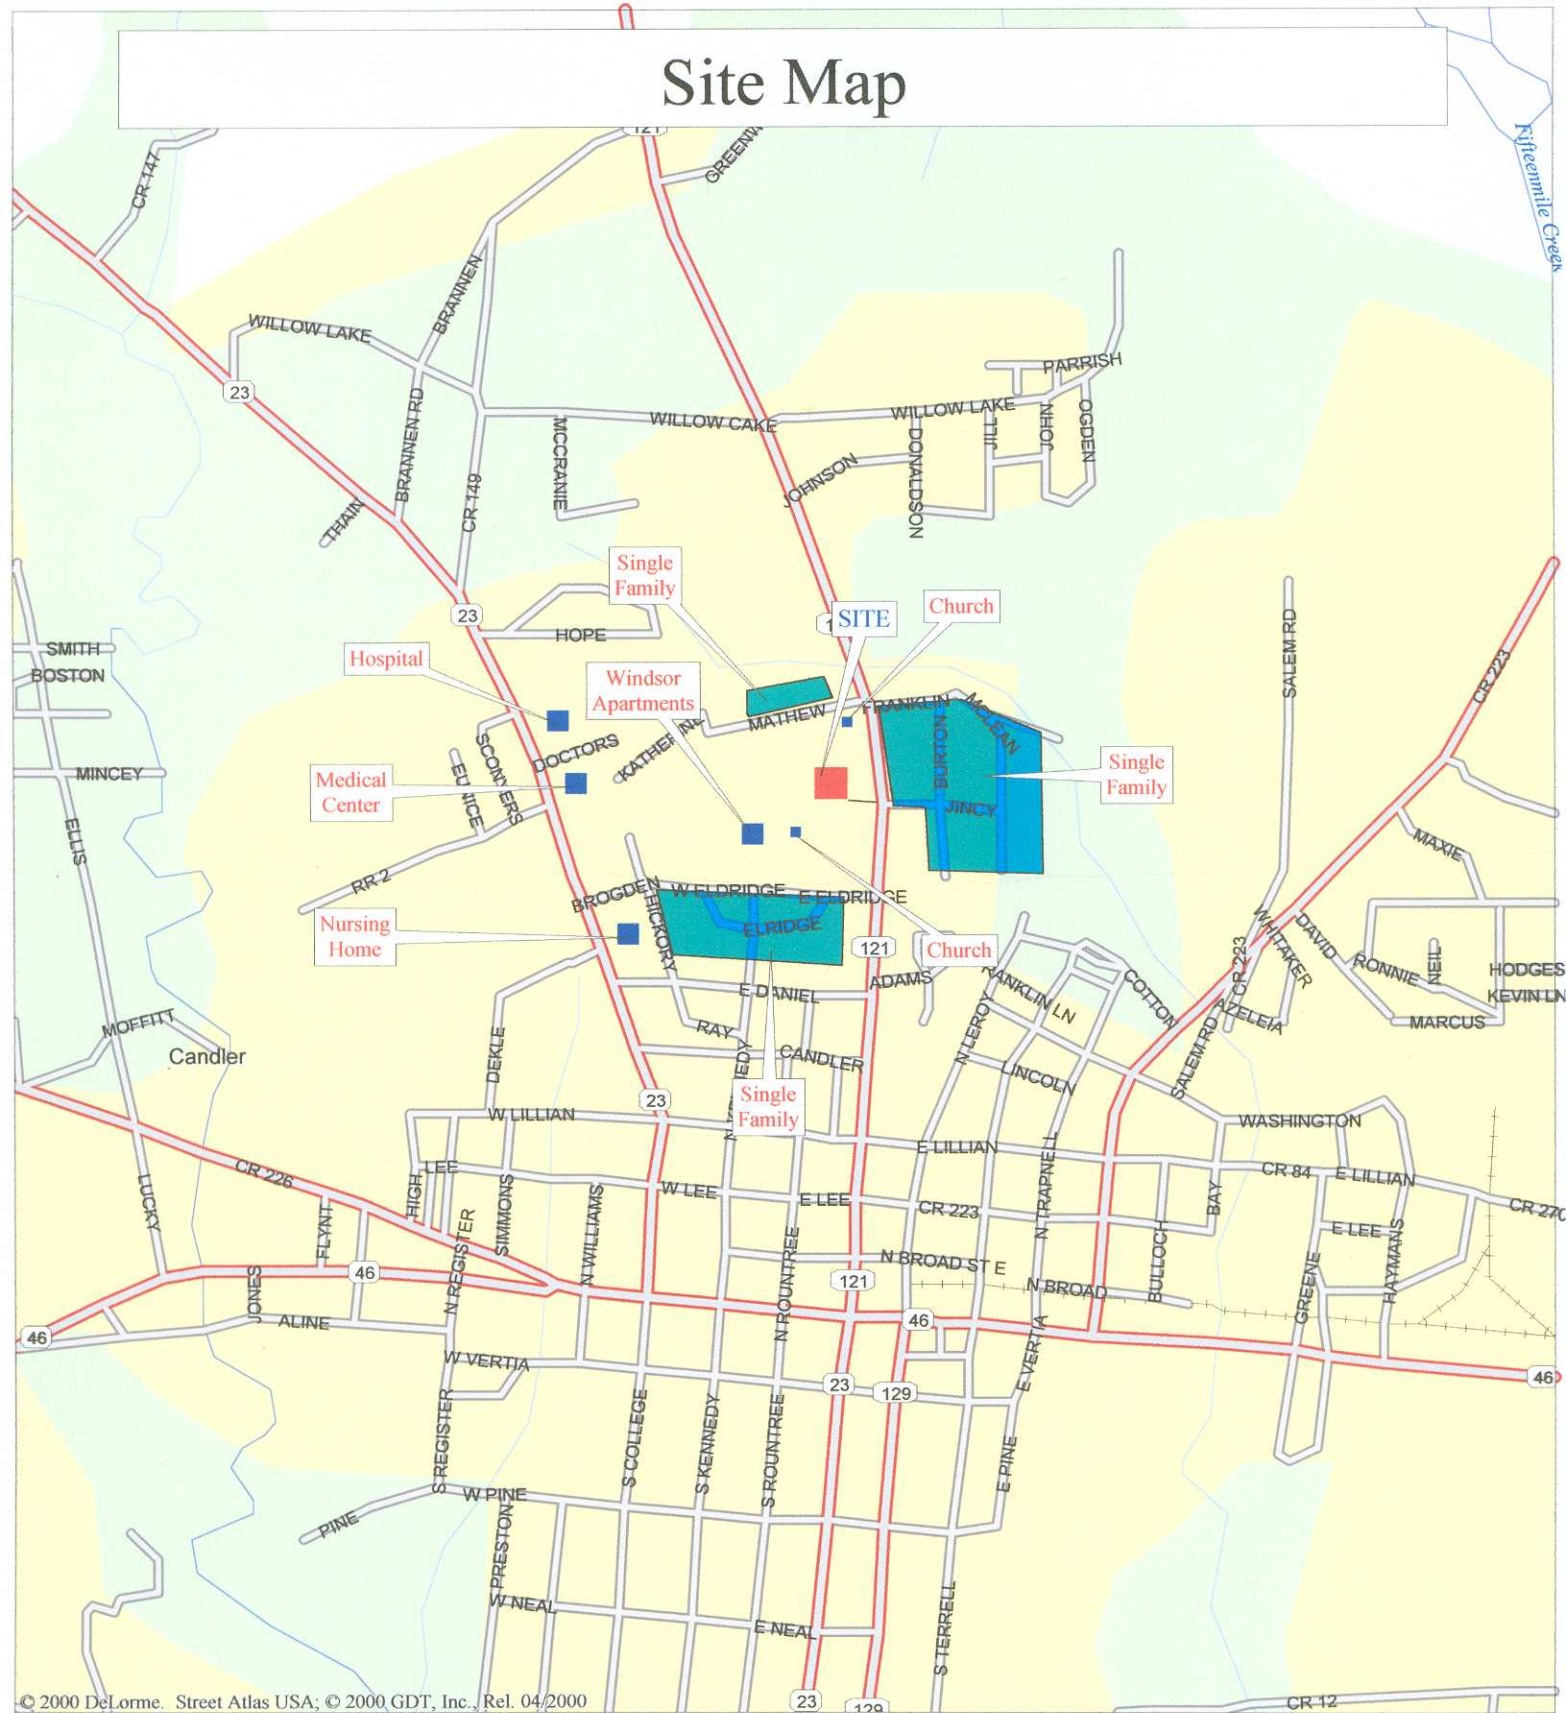 Site Map
121
GREENW
CR 147
Fifteenmile Creek
BRANNEN
WILLOW LAKE
23
PARRISH
WILLOW LAKE
WILLOW CAKE
BRANNEN RD
MCCRANIE
DONALDSON
JILL
JOHN
OGDEN
JOHNSON
CR 149
THAIN
Single
Family
SITE
Church
23
HOPE
SMITH
BOSTON
SALEM RD
CR 223
Hospital
Windsor
Apartments
MATHEW
FRANKLIN
MCLEAN
KATHERINE
DOCTORS
SCONYERS
EUNICE
BURTON
JINCY
MINCEY
Medical
Center
Single
Family
ELLIS
MAXIE
RR 2
BROGDEN
HICKORY
W ELDRIDGE
E ELDRIDGE
ELRIDGE
Nursing
Home
121
Church
WHITAKER
DAVID
RONNIE
NEIL
HODGES
KEVIN LN
MARCUS
CR 223
AZELEIA
COTTON
ADAMS
RANKLIN LN
E DANIEL
RAY
CANDLER
N LEROY
LINCOLN
SALEM RD
MOFFITT
Candler
DEKLE
23
Single
Family
W LILLIAN
E LILLIAN
WASHINGTON
CR 84
E LILLIAN
CR 270
LEE
W LEE
E LEE
CR 223
E LEE
CR 226
LUCKY
HIGH
FLYNT
SIMMONS
N REGISTER
N WILLIAMS
N ROUNTREE
N TRAPNELL
BULLOCH
BAY
GREENE
HAYMANS
N BROAD ST E
N BROAD
46
121
46
46
46
JONES
ALINE
W VERTIA
E VERTIA
23
129
S REGISTER
S COLLEGE
S KENNEDY
S ROUNTREE
E PINE
W PINE
PINE
PRESTON
W NEAL
E NEAL
S TERRELL
23
129
CR 12
© 2000 DeLorme. Street Atlas USA; © 2000 GDT, Inc., Rel. 04/2000